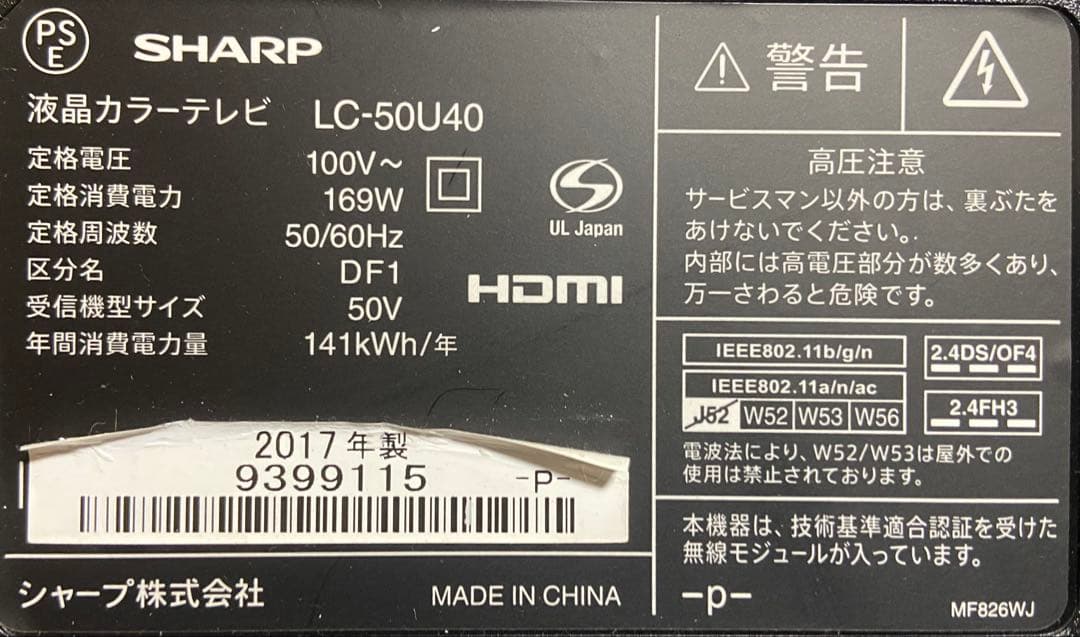 PSE
SHARP
液晶カラーテレビ LC-50U40
定格電圧 100V～
定格消費電力 169W
定格周波数 50/60Hz
区分名 DF1
受信機型サイズ 50V
年間消費電力量 141kWh/年
UL Japan
HDMI
2017年製
9399115 -P-
シャープ株式会社 MADE IN CHINA
警告
高圧注意
サービスマン以外の方は、裏ぶたを
あけないでください。
内部には高電圧部分が数多くあり、
万一さわると危険です。
IEEE802.11b/g/n
IEEE802.11a/n/ac
J52 W52 W53 W56
2.4DS/OF4
2.4FH3
電波法により、W52/W53は屋外での
使用は禁止されております。
本機器は、技術基準適合認証を受けた
無線モジュールが入っています。
-p-
MF826WJ